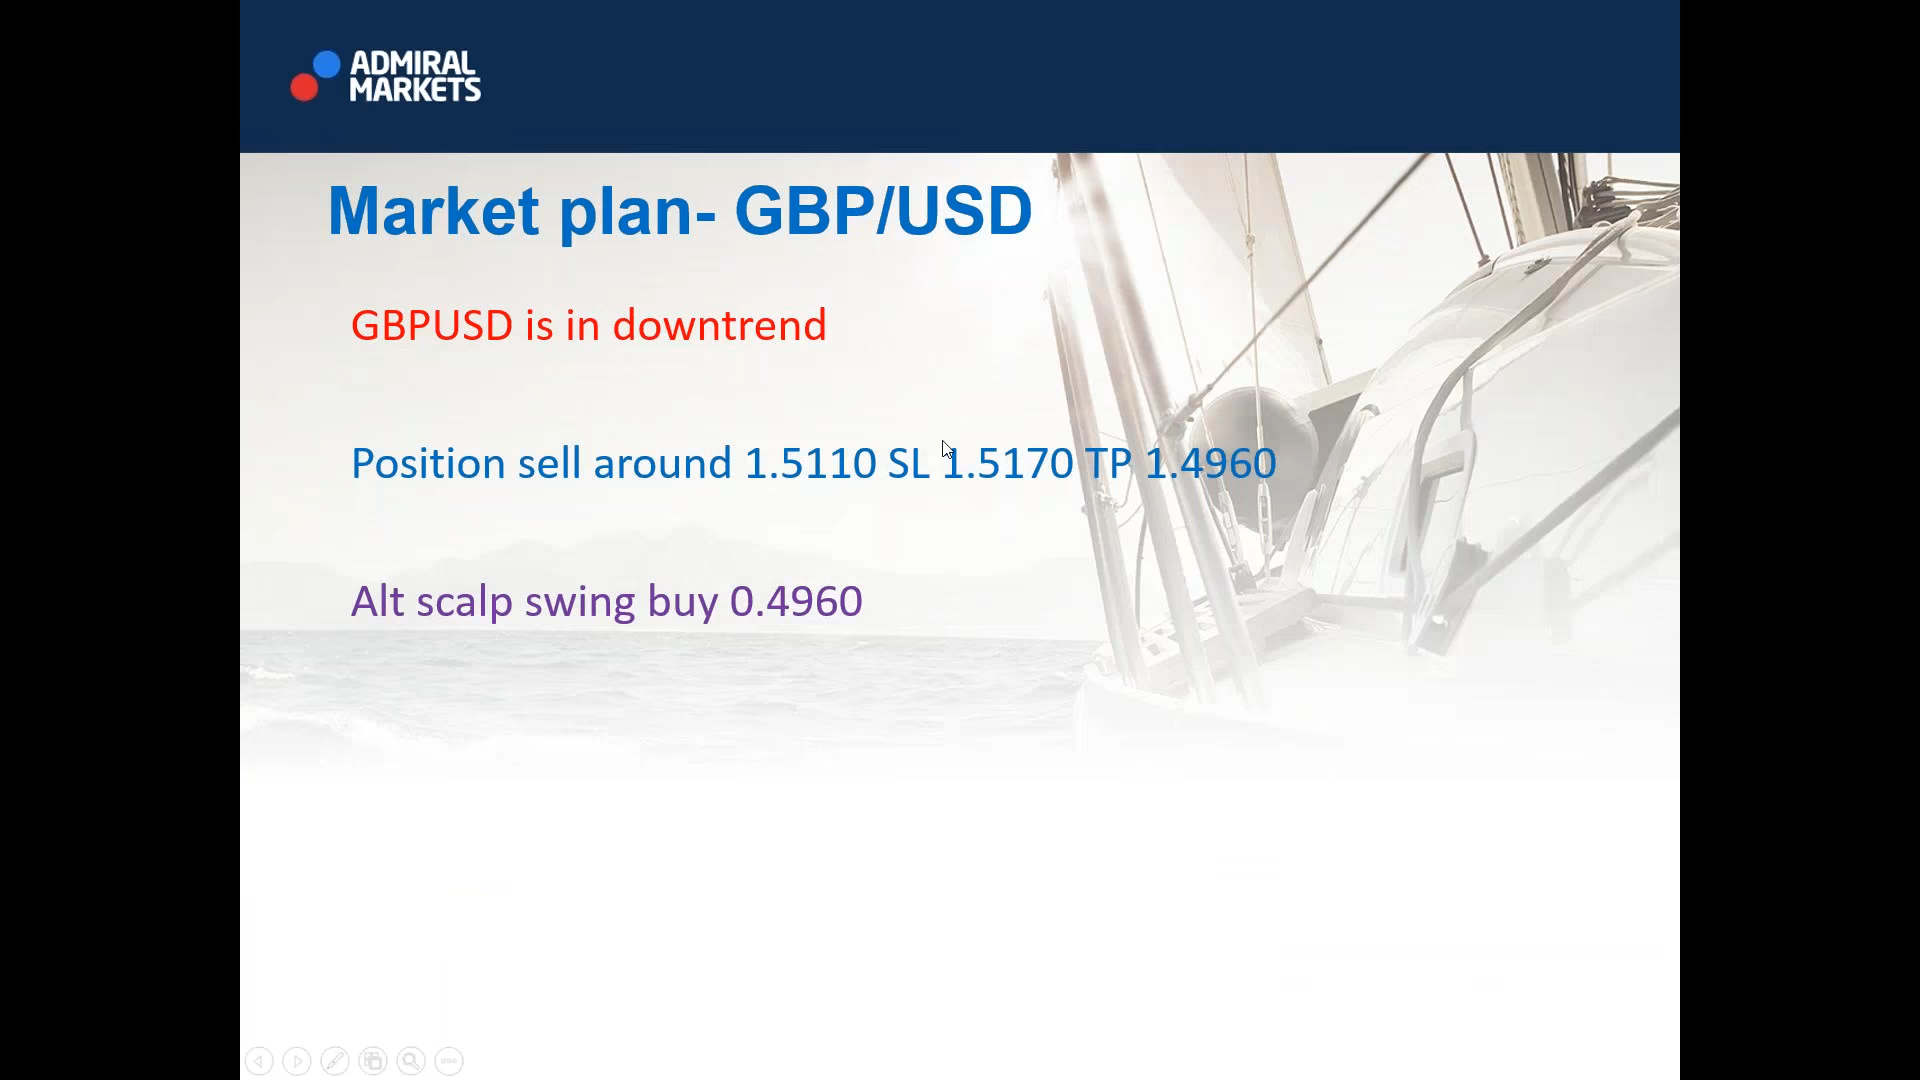 ADMIRAL
MARKETS
Market plan- GBP/USD
GBPUSD is in downtrend
Position sell around 1.5110 SL 1.5170 TP 1.4960
Alt scalp swing buy 0.4960